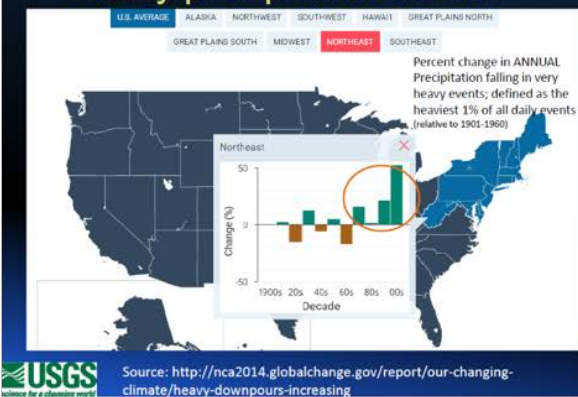 U.S. AVERAGE ALASKA NORTHWEST SOUTHWEST HAWAI'I GREAT PLAINS NORTH
GREAT PLAINS SOUTH MIDWEST NORTHEAST SOUTHEAST
Percent change in ANNUAL
Precipitation falling in very
heavy events; defined as the
heaviest 1% of all daily events
(relative to 1901-1960)
Northeast
50
0
-50
Change (%)
1900s 20s 40s 60s 80s 00s
Decade
USGS
science for a changing world
Source: http://nca2014.globalchange.gov/report/our-changing-
climate/heavy-downpours-increasing